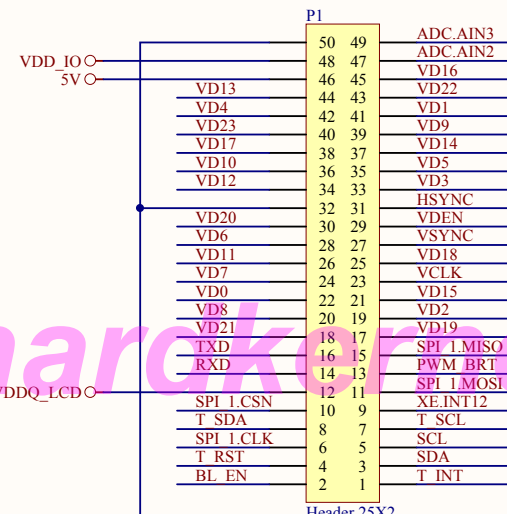 P1
50 49 ADC.AIN3
VDD_IO 48 47 ADC.AIN2
5V 46 45 VD16
VD13 44 43 VD22
VD4 42 41 VD1
VD23 40 39 VD9
VD17 38 37 VD14
VD10 36 35 VD5
VD12 34 33 VD3
32 31 HSYNC
VD20 30 29 VDEN
VD6 28 27 VSYNC
VD11 26 25 VD18
VD7 24 23 VCLK
VD0 22 21 VD15
VD8 20 19 VD2
VD21 18 17 VD19
TXD 16 15 SPI_1.MISO
RXD 14 13 PWM_BRT
VDDQ_LCD 12 11 SPI_1.MOSI
SPI_1.CSN 10 9 XE.INT12
T_SDA 8 7 T_SCL
SPI_1.CLK 6 5 SCL
T_RST 4 3 SDA
BL_EN 2 1 T_INT
Header 25X2
hardkern